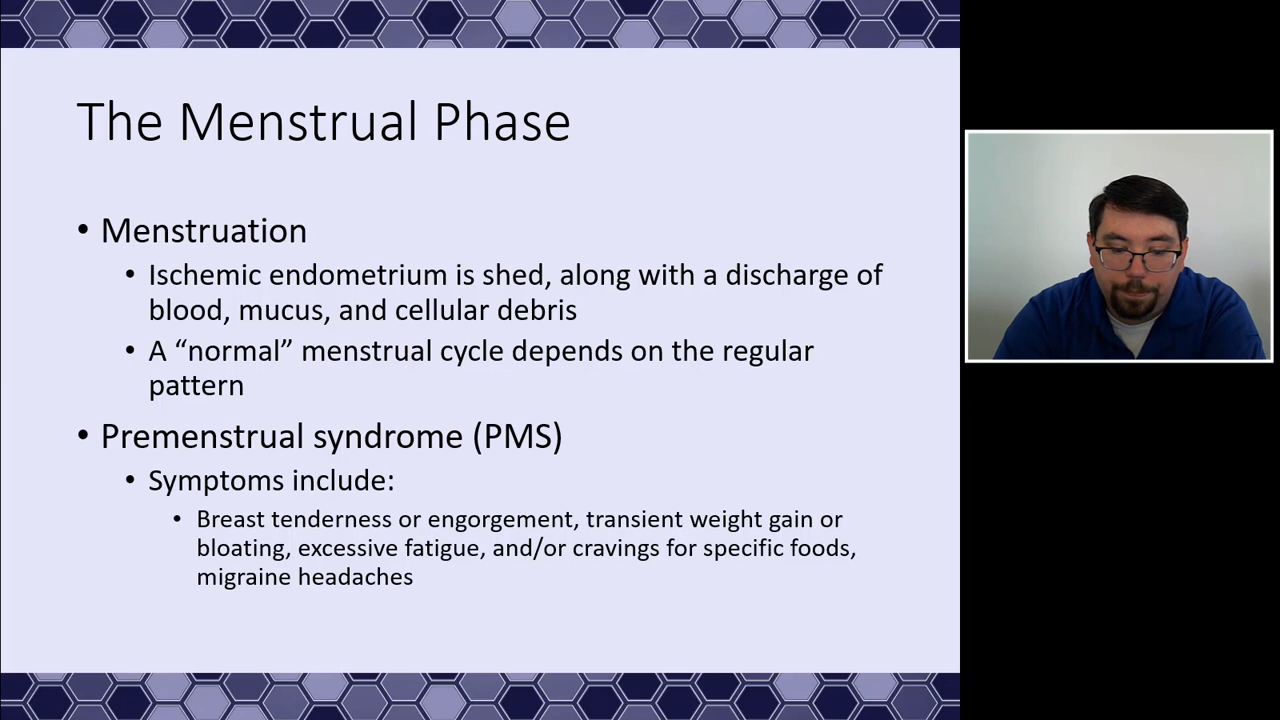 The Menstrual Phase
• Menstruation
• Ischemic endometrium is shed, along with a discharge of
blood, mucus, and cellular debris
• A “normal” menstrual cycle depends on the regular
pattern
• Premenstrual syndrome (PMS)
• Symptoms include:
• Breast tenderness or engorgement, transient weight gain or
bloating, excessive fatigue, and/or cravings for specific foods,
migraine headaches